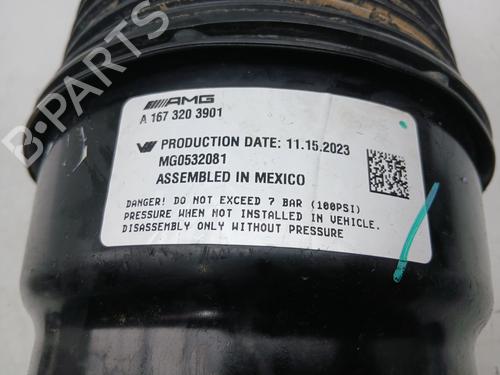 AMG
A 167 320 3901
PRODUCTION DATE: 11.15.2023
MG0532081
ASSEMBLED IN MEXICO
DANGER! DO NOT EXCEED 7 BAR (100PSI)
PRESSURE WHEN NOT INSTALLED IN VEHICLE.
DISASSEMBLY ONLY WITHOUT PRESSURE
B-PARTS